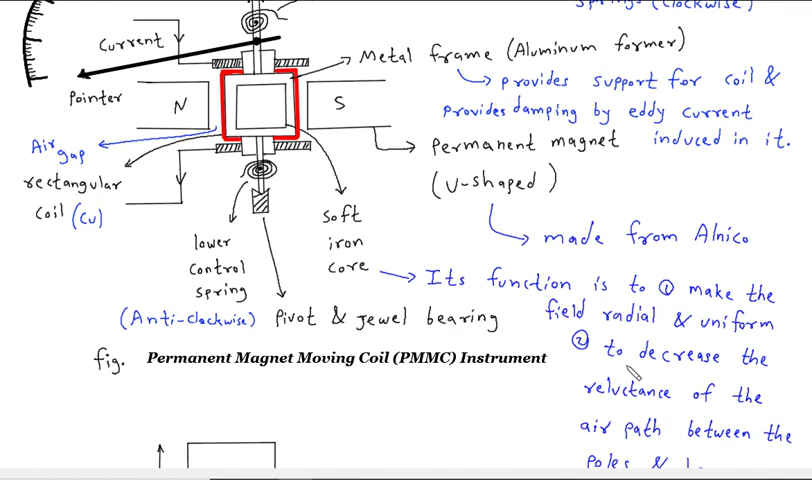 springs (clockwise)
Current
Metal frame (Aluminum former)
provides support for coil &
provides damping by eddy current
induced in it.
Pointer
N
S
Air
gap
permanent magnet
(U-shaped)
rectangular
coil (Cu)
made from Alnico
lower
control
spring
(Anti-clockwise)
soft
iron
core
Its function is to ① make the
field radial & uniform
② to decrease the
reluctance of the
air path between the
poles &
Pivot & jewel bearing
fig. Permanent Magnet Moving Coil (PMMC) Instrument